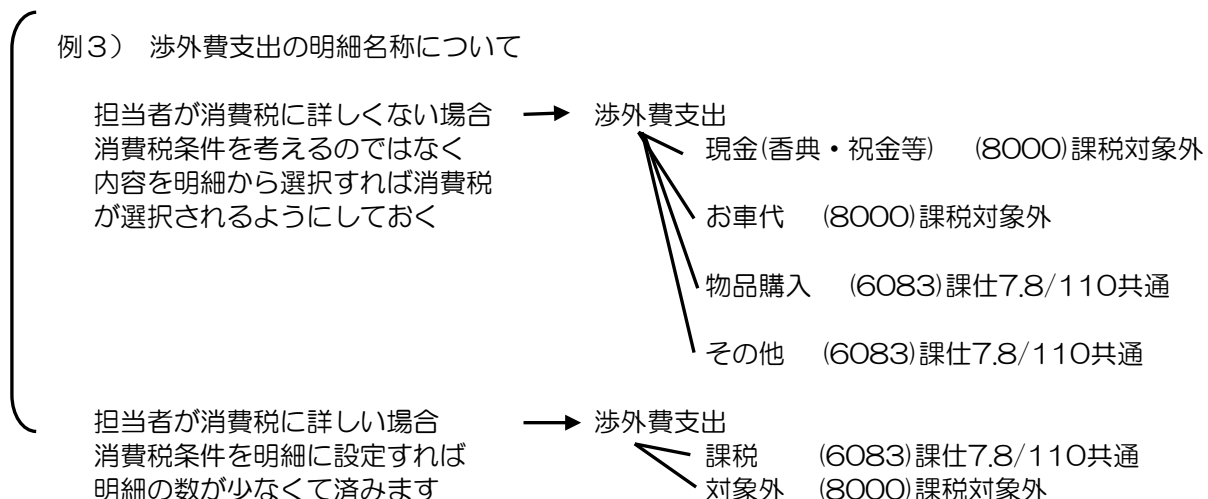 例３） 渉外費支出の明細名称について
担当者が消費税に詳しくない場合 → 渉外費支出
消費税条件を考えるのではなく
現金(香典・祝金等) (8000)課税対象外
内容を明細から選択すれば消費税
が選択されるようにしておく
お車代 (8000)課税対象外
物品購入 (6083)課仕7.8/110共通
その他 (6083)課仕7.8/110共通
担当者が消費税に詳しい場合 → 渉外費支出
消費税条件を明細に設定すれば
課税 (6083)課仕7.8/110共通
明細の数が少なくて済みます
対象外 (8000)課税対象外